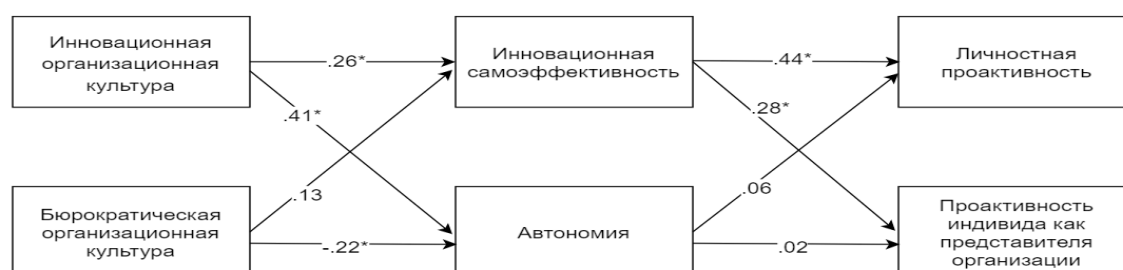 Инновационная
организационная
культура
.26*
Инновационная
самоэффективность
.44*
Личностная
проактивность
.41*
.28*
.13
.06
Бюрократическая
организационная
культура
-.22*
Автономия
.02
Проактивность
индивида как
представителя
организации